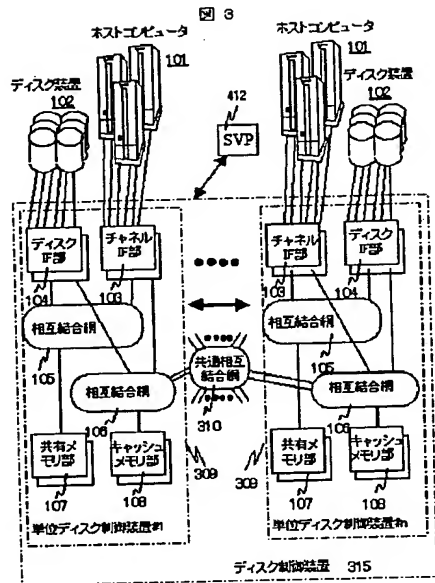 図 3
ホストコンピュータ
101
ディスク装置
102
ホストコンピュータ
101
ディスク装置
102
412
SVP
ディスク
IF部
104
チャネル
IF部
103
チャネル
IF部
103
ディスク
IF部
104
相互結合網
105
相互結合網
105
共通相互
結合網
310
相互結合網
106
相互結合網
106
共有メ
モリ部
107
キャッシュ
メモリ部
108
309
309
共有メ
モリ部
107
キャッシュ
メモリ部
108
単位ディスク制御装置#1
単位ディスク制御装置#n
ディスク制御装置 315